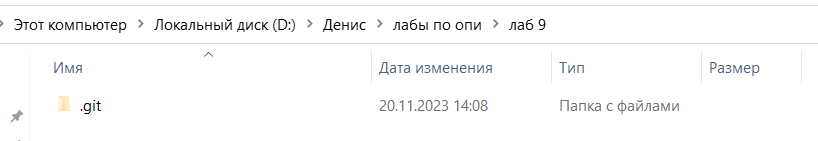 Этот компьютер > Локальный диск (D:) > Денис > лабы по опи > лаб 9
Имя Дата изменения Тип Размер
.git 20.11.2023 14:08 Папка с файлами